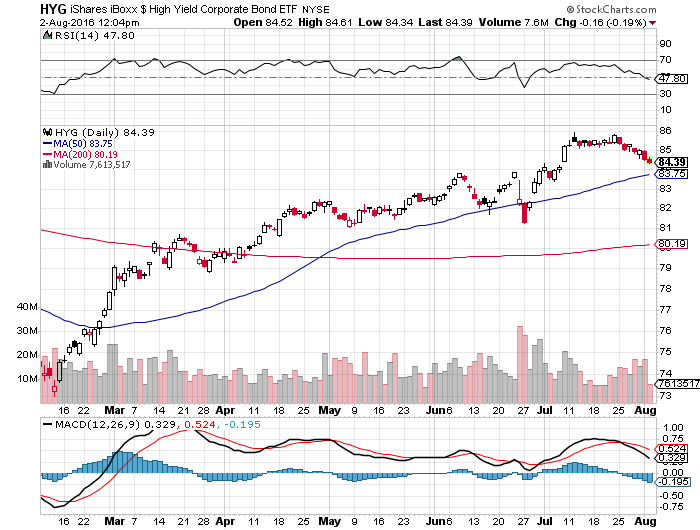 HYG iShares iBoxx $ High Yield Corporate Bond ETF NYSE © StockCharts.com
2-Aug-2016 12:04pm Open 84.52 High 84.61 Low 84.34 Last 84.39 Volume 7.6M Chg -0.16 (-0.19%)
RSI(14) 47.80
90
70
47.80
30
10
HYG (Daily) 84.39
MA(50) 83.75
MA(200) 80.19
Volume 7,613,517
86
85
84.39
83.75
83
82
81
80.19
79
78
77
76
75
74
73
40M
30M
20M
10M
7613517
16 22 Mar 7 14 21 28 Apr 11 18 25 May 9 16 23 Jun 6 13 20 27 Jul 11 18 25 Aug
MACD(12,26,9) 0.329, 0.524, -0.195
1.00
0.75
0.524
0.329
0.00
-0.195
-0.50
-0.75
16 22 Mar 7 14 21 28 Apr 11 18 25 May 9 16 23 Jun 6 13 20 27 Jul 11 18 25 Aug